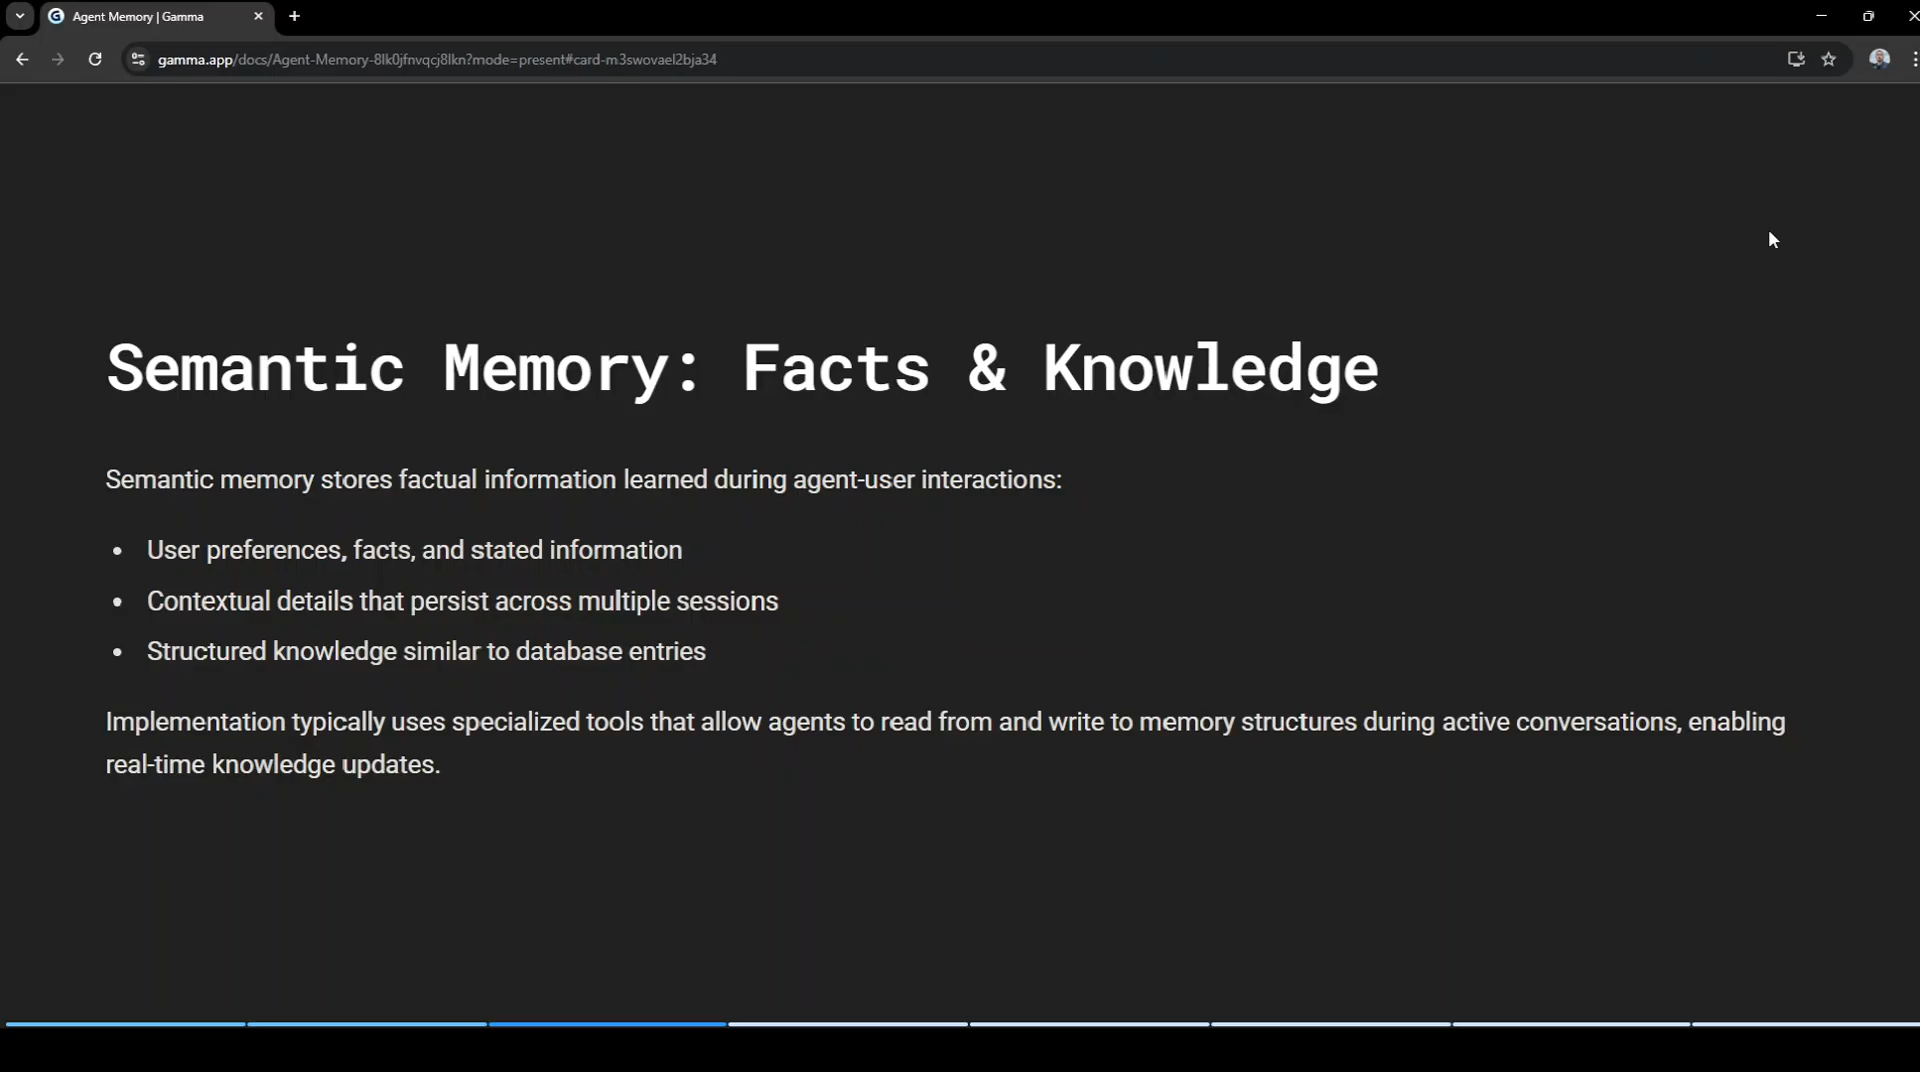 Agent Memory | Gamma
gamma.app/docs/Agent-Memory-8lk0jfnvqcj8lkn?mode=present#card-m3swovael2bja34
Semantic Memory: Facts & Knowledge
Semantic memory stores factual information learned during agent-user interactions:
• User preferences, facts, and stated information
• Contextual details that persist across multiple sessions
• Structured knowledge similar to database entries
Implementation typically uses specialized tools that allow agents to read from and write to memory structures during active conversations, enabling
real-time knowledge updates.